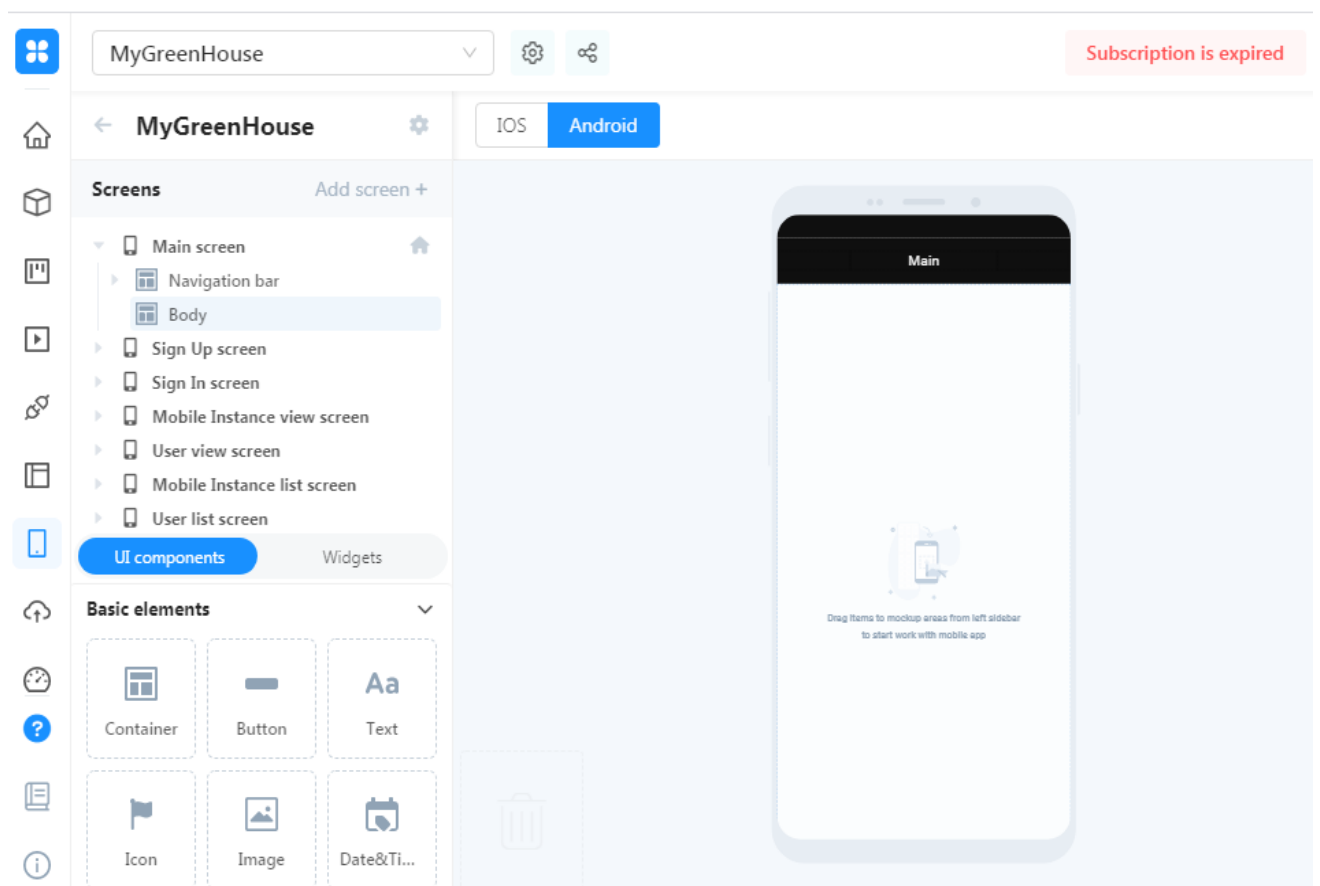 MyGreenHouse
Subscription is expired
MyGreenHouse
IOS
Android
Screens
Add screen +
Main screen
Navigation bar
Body
Sign Up screen
Sign In screen
Mobile Instance view screen
User view screen
Mobile Instance list screen
User list screen
UI components
Widgets
Basic elements
Container
Button
Aa
Text
Icon
Image
Date&Ti...
?
Main
Drag items to mockup areas from left sidebar
to start work with mobile app